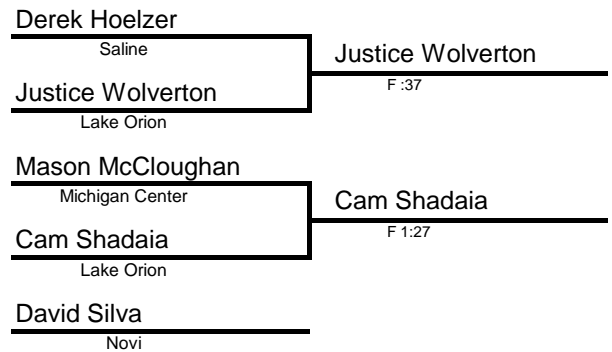 Derek Hoelzer
Saline
Justice Wolverton
F :37
Justice Wolverton
Lake Orion
Mason McCloughan
Michigan Center
Cam Shadaia
F 1:27
Cam Shadaia
Lake Orion
David Silva
Novi